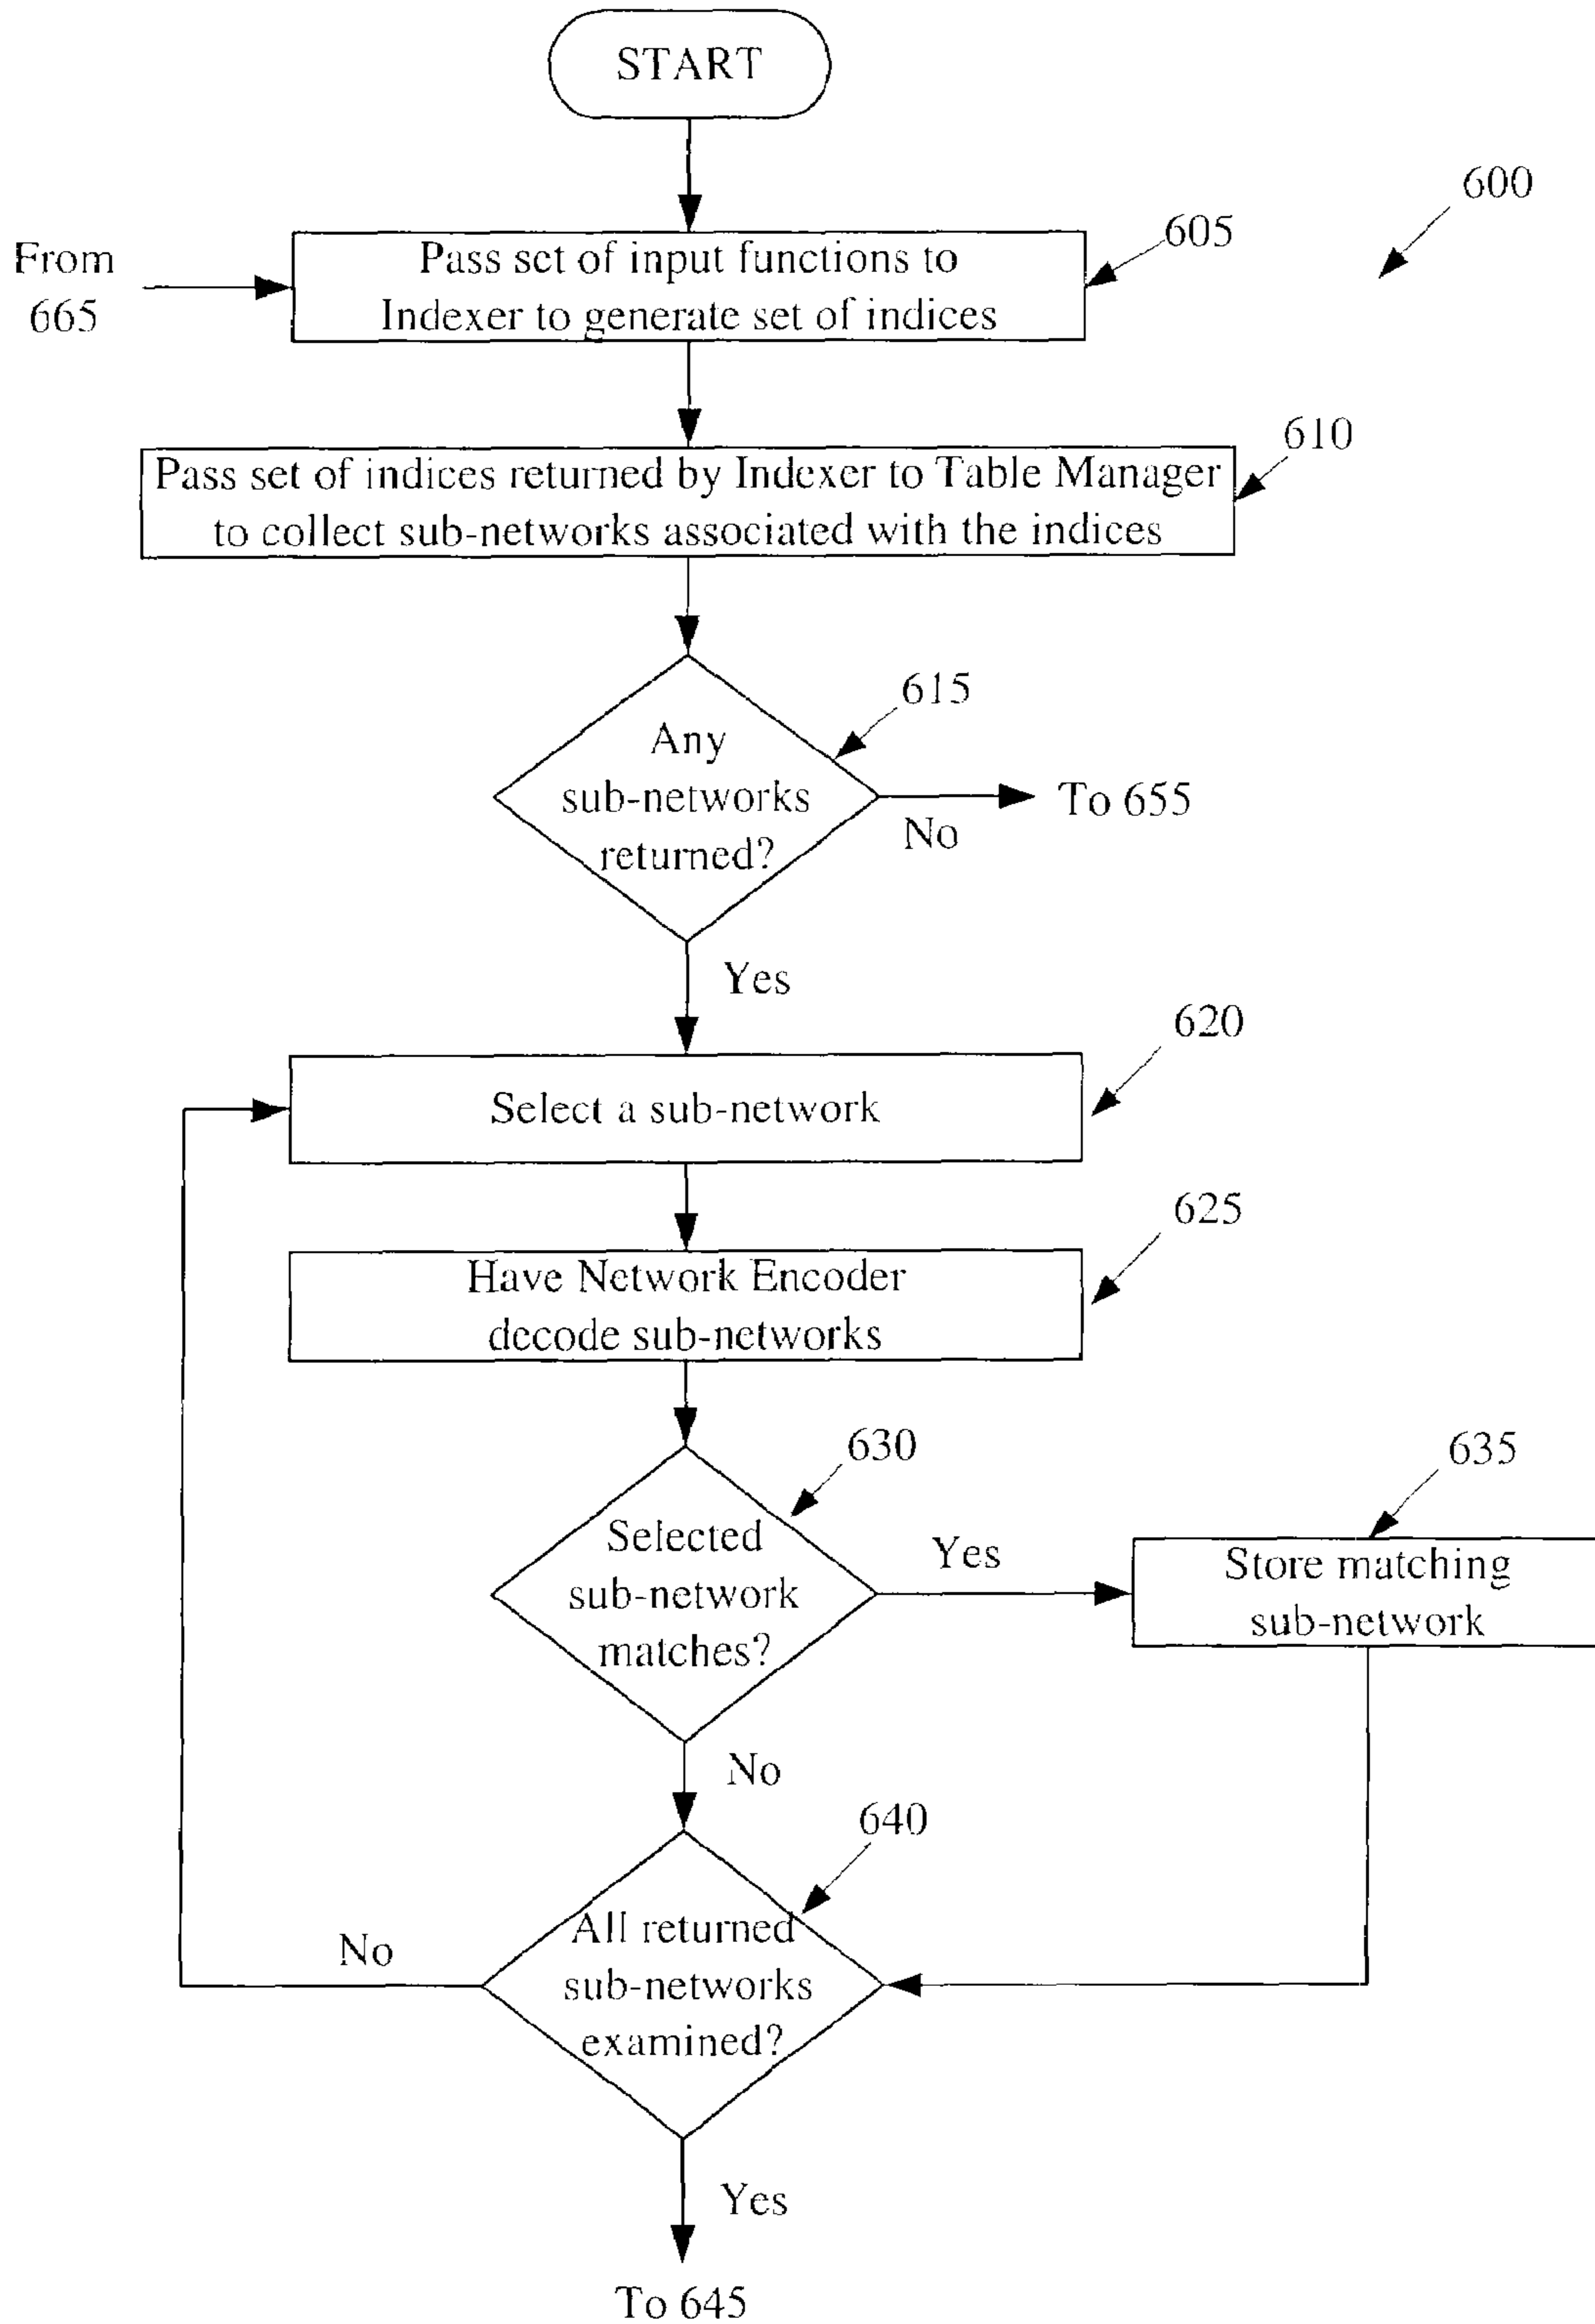 START
600
605
From
665
Pass set of input functions to
Indexer to generate set of indices
610
Pass set of indices returned by Indexer to Table Manager
to collect sub-networks associated with the indices
615
Any
sub-networks
returned?
To 655
No
Yes
620
Select a sub-network
625
Have Network Encoder
decode sub-networks
630
635
Selected
sub-network
matches?
Yes
Store matching
sub-network
No
640
All returned
sub-networks
examined?
No
Yes
To 645